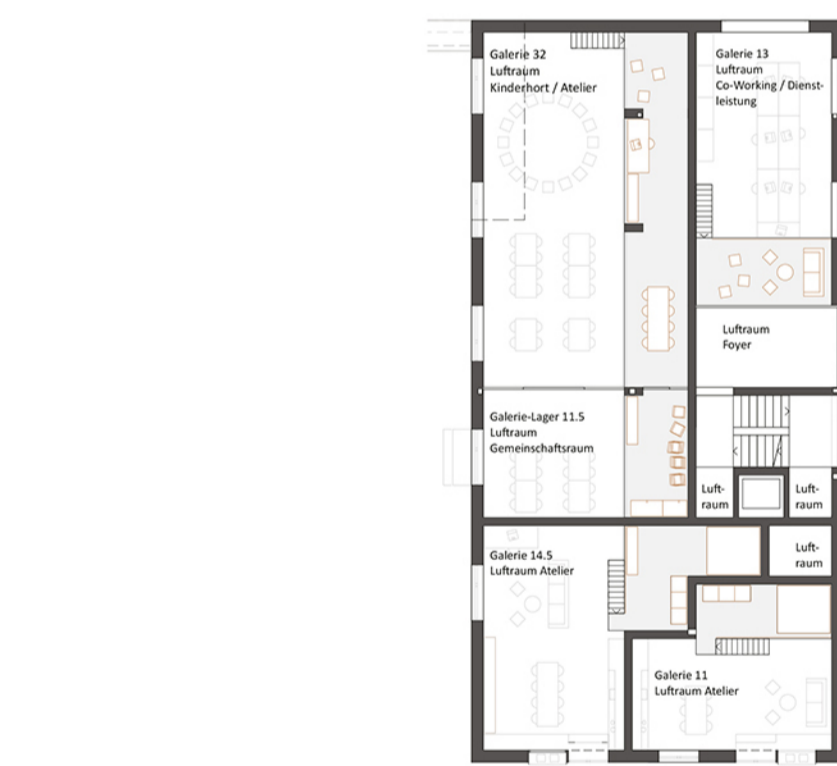 Galerie 32
Luftraum
Kinderhort / Atelier
Galerie 13
Luftraum
Co-Working / Dienst-
leistung
Luftraum
Foyer
Galerie-Lager 11.5
Luftraum
Gemeinschaftsraum
Luft-
raum
Luft-
raum
Galerie 14.5
Luftraum Atelier
Luft-
raum
Galerie 11
Luftraum Atelier